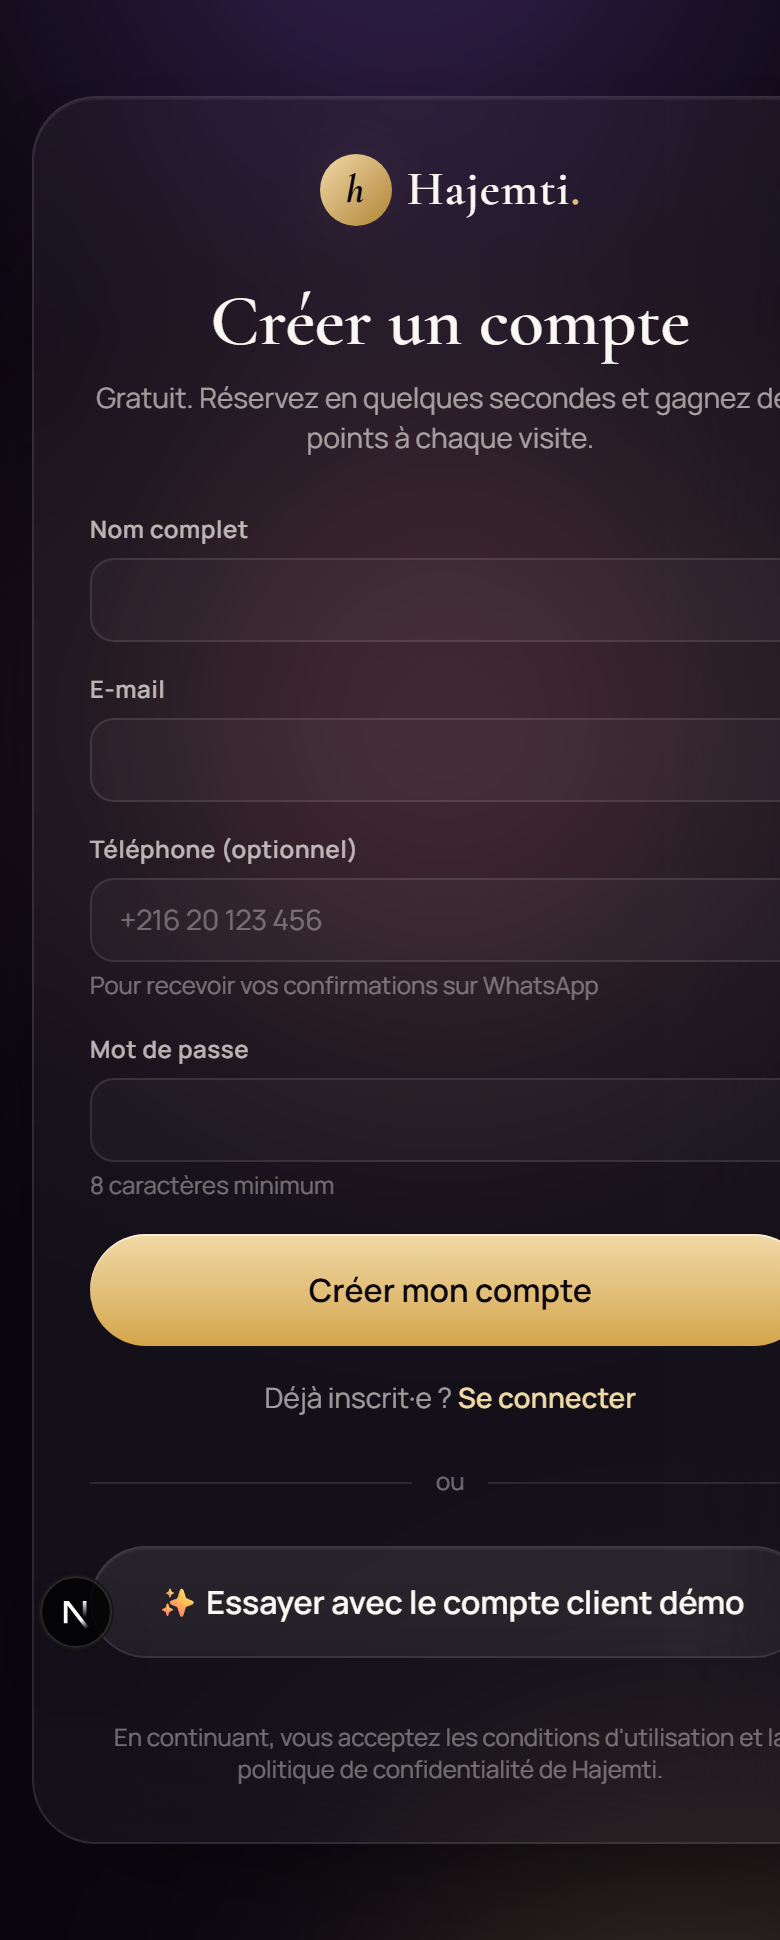 h Hajemti.
Créer un compte
Gratuit. Réservez en quelques secondes et gagnez de
points à chaque visite.
Nom complet
E-mail
Téléphone (optionnel)
+216 20 123 456
Pour recevoir vos confirmations sur WhatsApp
Mot de passe
8 caractères minimum
Créer mon compte
Déjà inscrit·e ? Se connecter
ou
N
✨ Essayer avec le compte client démo
En continuant, vous acceptez les conditions d'utilisation et la
politique de confidentialité de Hajemti.